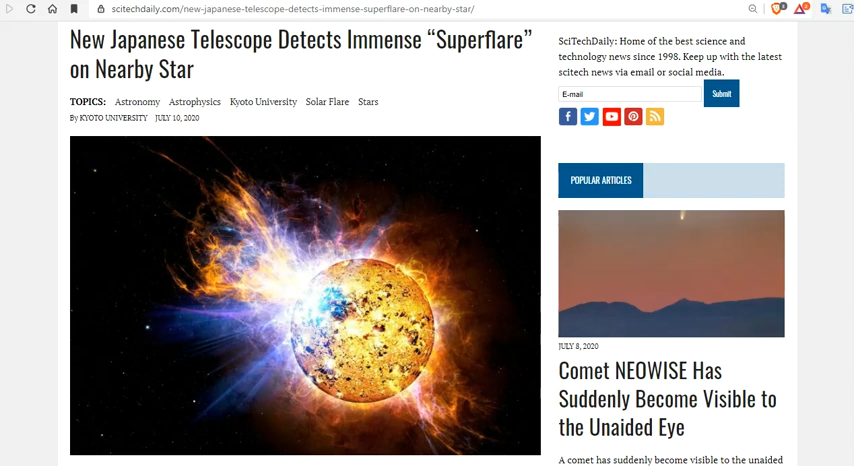 scitechdaily.com/new-japanese-telescope-detects-immense-superflare-on-nearby-star/
New Japanese Telescope Detects Immense “Superflare”
on Nearby Star
TOPICS: Astronomy Astrophysics Kyoto University Solar Flare Stars
By KYOTO UNIVERSITY JULY 10, 2020
SciTechDaily: Home of the best science and
technology news since 1998. Keep up with the latest
scitech news via email or social media.
E-mail
Submit
POPULAR ARTICLES
JULY 8, 2020
Comet NEOWISE Has
Suddenly Become Visible to
the Unaided Eye
A comet has suddenly become visible to the unaided